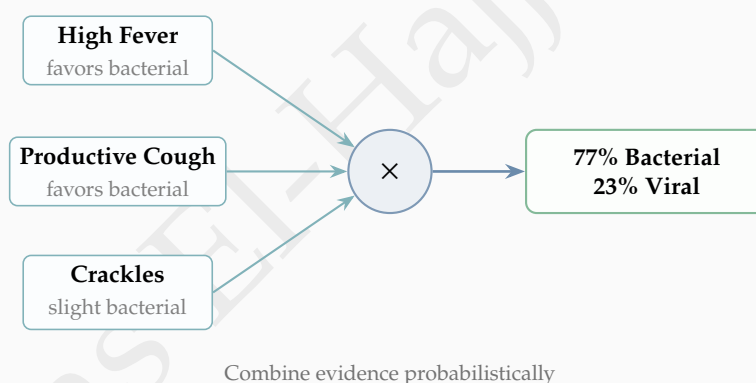 High Fever
favors bacterial
Productive Cough
favors bacterial
Crackles
slight bacterial
×
77% Bacterial
23% Viral
Combine evidence probabilistically